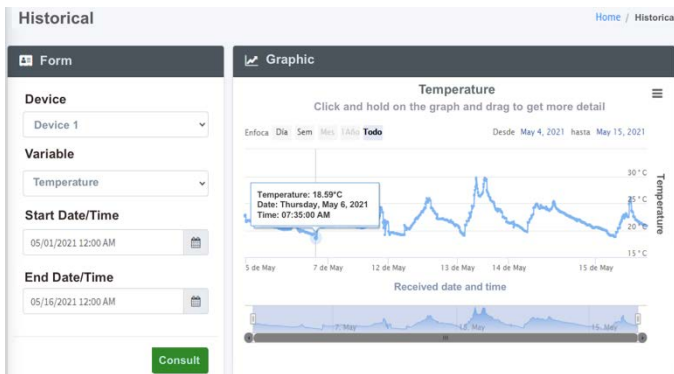 Historical
Home / Historica
Form
Device
Device 1
Variable
Temperature
Start Date/Time
05/01/2021 12:00 AM
End Date/Time
05/16/2021 12:00 AM
Consult
Graphic
Temperature
Click and hold on the graph and drag to get more detail
Enfoca Día Sem Mes 1Año Todo
Desde May 4, 2021 hasta May 15, 2021
Temperature: 18.59°C
Date: Thursday, May 6, 2021
Time: 07:35:00 AM
30°C
25°C
20°C
15°C
Temperature
5 de May 7 de May 12 de May 13 de May 14 de May 15 de May
Received date and time
7. May 13. May 15. May